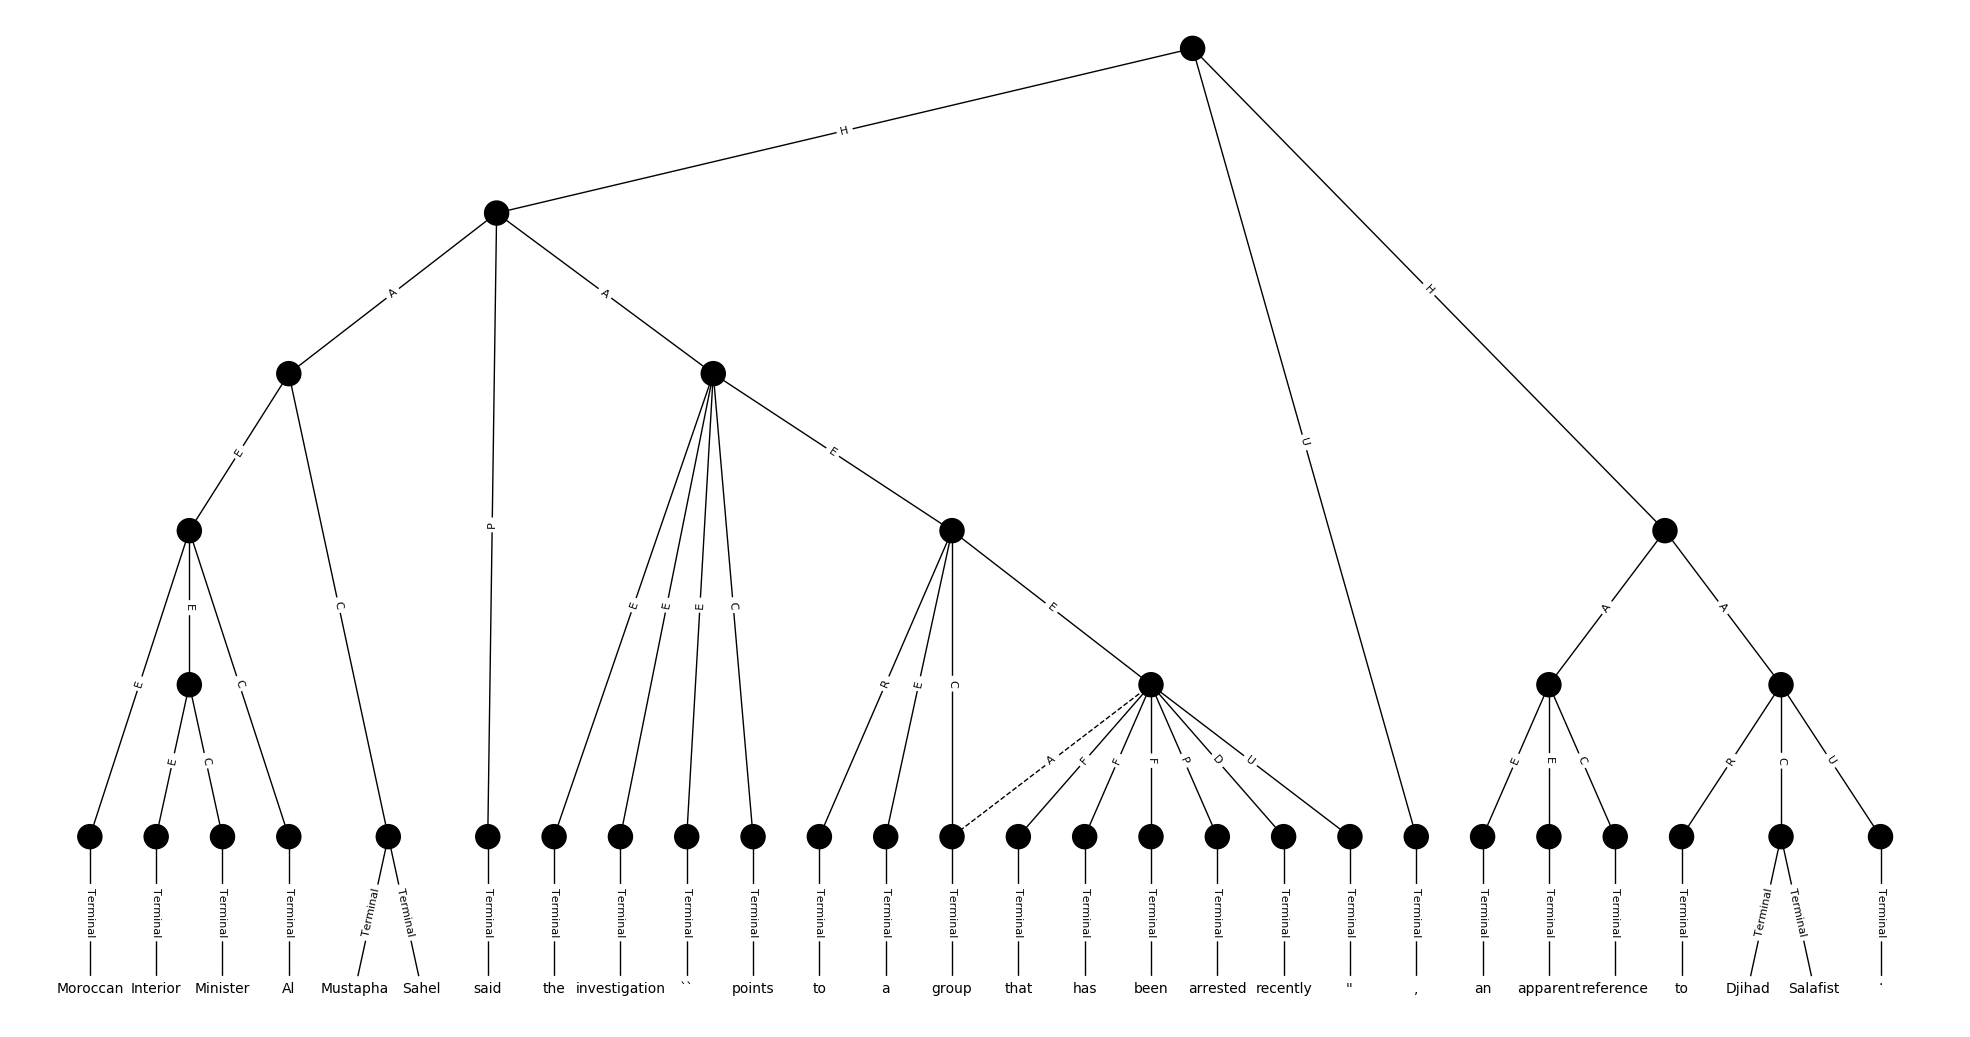 H
A A H
E U
E P
E C E E E C E A A
E C R E C
E C A F F F P D U E E C R C U
Terminal Terminal Terminal Terminal Terminal Terminal Terminal Terminal Terminal Terminal Terminal Terminal Terminal Terminal Terminal Terminal Terminal Terminal Terminal Terminal Terminal Terminal Terminal Terminal Terminal Terminal Terminal Terminal
Moroccan Interior Minister Al Mustapha Sahel said the investigation `` points to a group that has been arrested recently " , an apparent reference to Djihad Salafist .